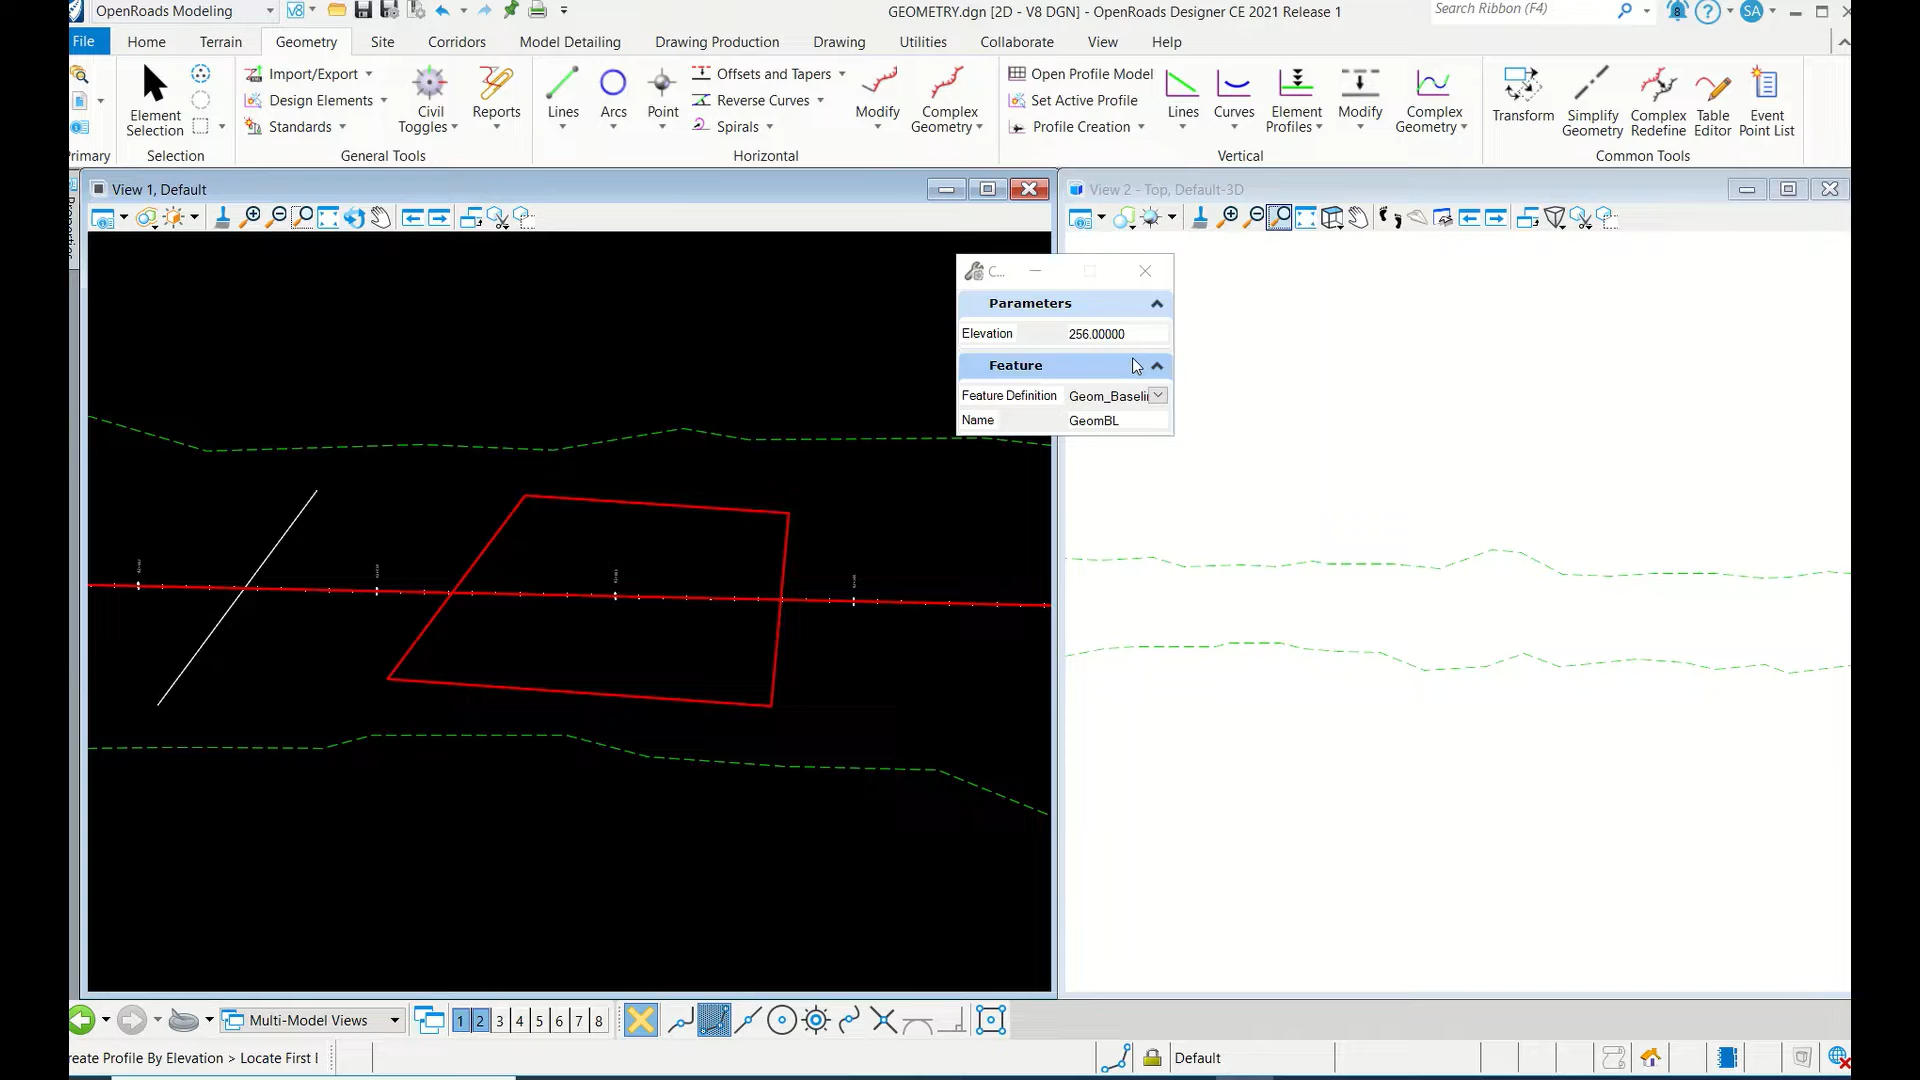 OpenRoads Modeling
GEOMETRY.dgn [2D - V8 DGN] - OpenRoads Designer CE 2021 Release 1
Search Ribbon (F4)
8
SA
File
Home
Terrain
Geometry
Site
Corridors
Model Detailing
Drawing Production
Drawing
Utilities
Collaborate
View
Help
Element
Selection
Import/Export
Design Elements
Standards
Civil
Toggles
Reports
Lines
Arcs
Point
Offsets and Tapers
Reverse Curves
Spirals
Modify
Complex
Geometry
Open Profile Model
Set Active Profile
Profile Creation
Lines
Curves
Element
Profiles
Modify
Complex
Geometry
Transform
Simplify
Geometry
Complex
Redefine
Table
Editor
Event
Point List
Primary
Selection
General Tools
Horizontal
Vertical
Common Tools
Properties
View 1, Default
View 2 - Top, Default-3D
C...
Parameters
Elevation 256.00000
Feature
Feature Definition Geom_Baseli
Name GeomBL
Multi-Model Views
1 2 3 4 5 6 7 8
reate Profile By Elevation > Locate First
Default